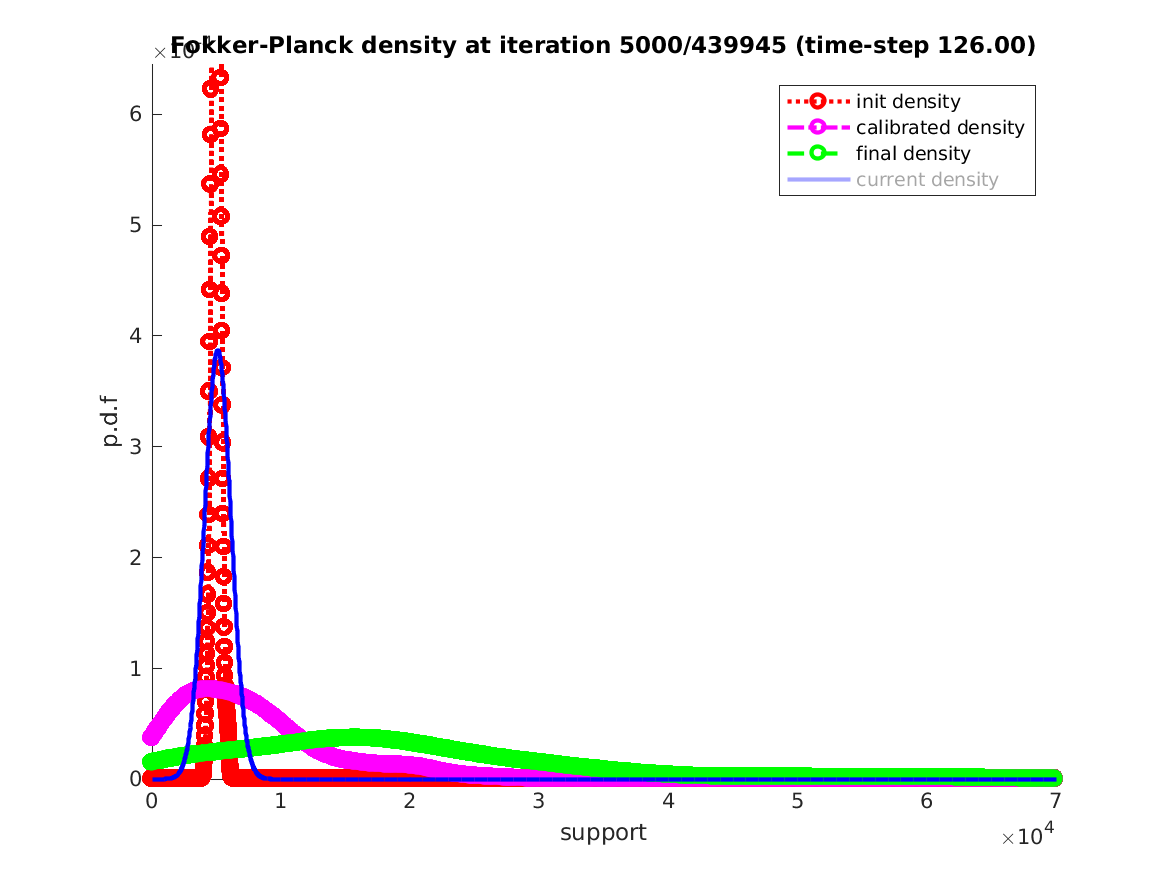 Fokker-Planck density at iteration 5000/439945 (time-step 126.00)
×10
init density
calibrated density
final density
current density
6
5
4
3
2
1
0
p.d.f
0 1 2 3 4 5 6 7
support
×10^4